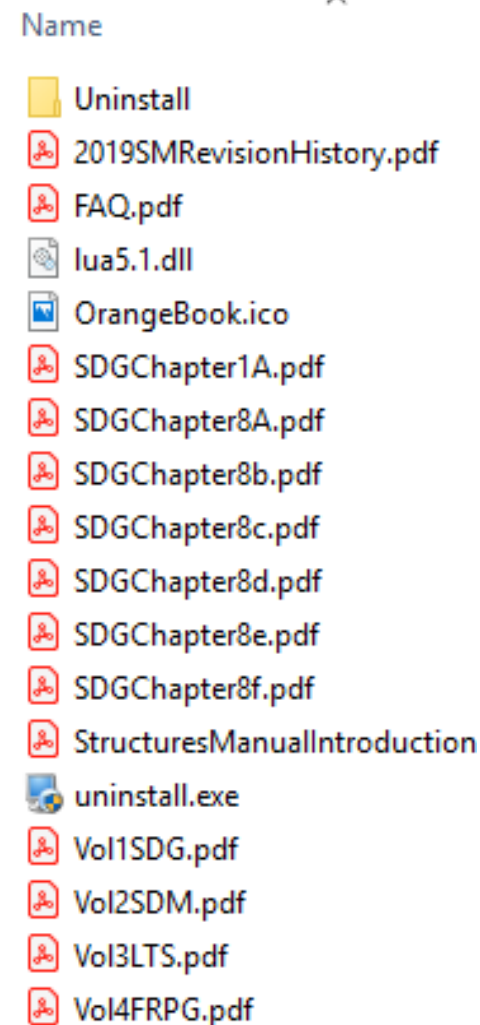 Name
Uninstall
2019SMRevisionHistory.pdf
FAQ.pdf
lua5.1.dll
OrangeBook.ico
SDGChapter1A.pdf
SDGChapter8A.pdf
SDGChapter8b.pdf
SDGChapter8c.pdf
SDGChapter8d.pdf
SDGChapter8e.pdf
SDGChapter8f.pdf
StructuresManualIntroduction
uninstall.exe
Vol1SDG.pdf
Vol2SDM.pdf
Vol3LTS.pdf
Vol4FRPG.pdf